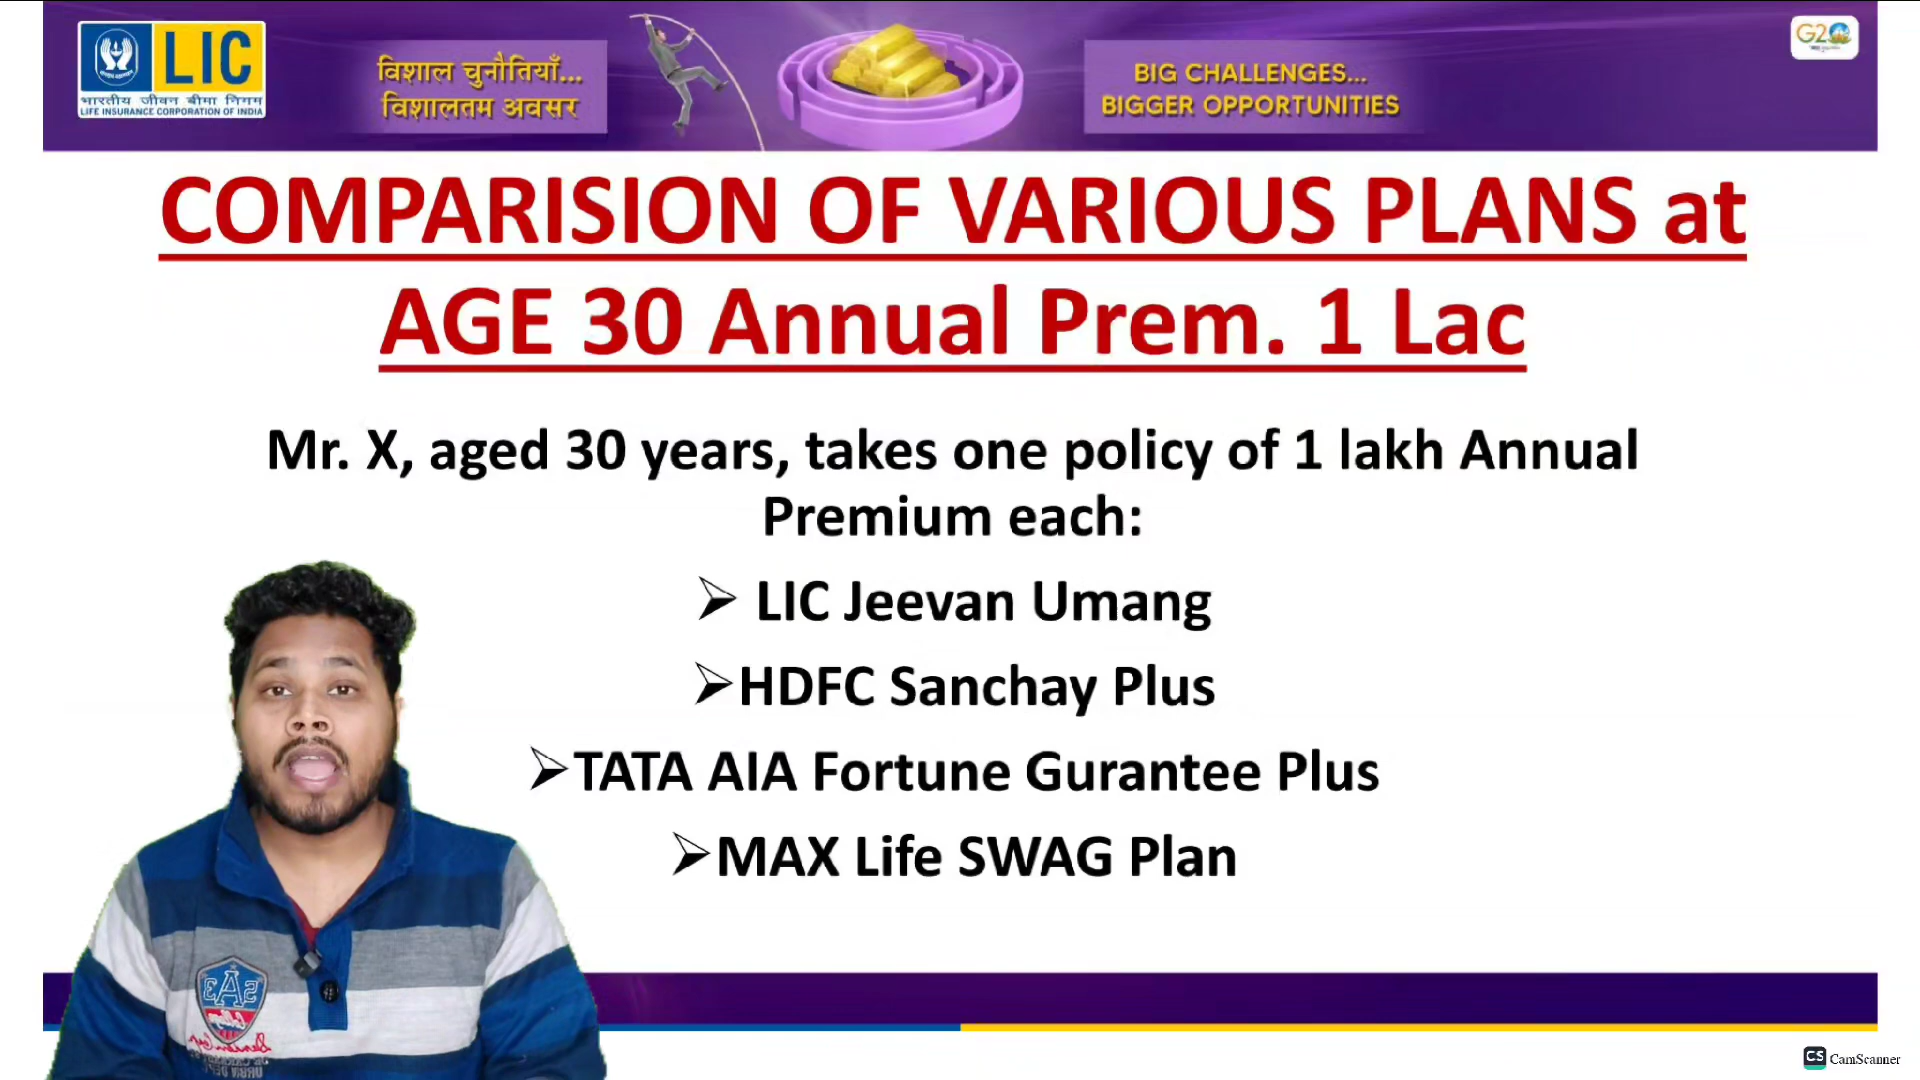 LIC
भारतीय जीवन बीमा निगम
LIFE INSURANCE CORPORATION OF INDIA
विशाल चुनौतियाँ...
विशालतम अवसर
BIG CHALLENGES...
BIGGER OPPORTUNITIES
G20
COMPARISION OF VARIOUS PLANS at
AGE 30 Annual Prem. 1 Lac
Mr. X, aged 30 years, takes one policy of 1 lakh Annual
Premium each:
➢ LIC Jeevan Umang
➢HDFC Sanchay Plus
➢TATA AIA Fortune Gurantee Plus
➢MAX Life SWAG Plan
CS CamScanner